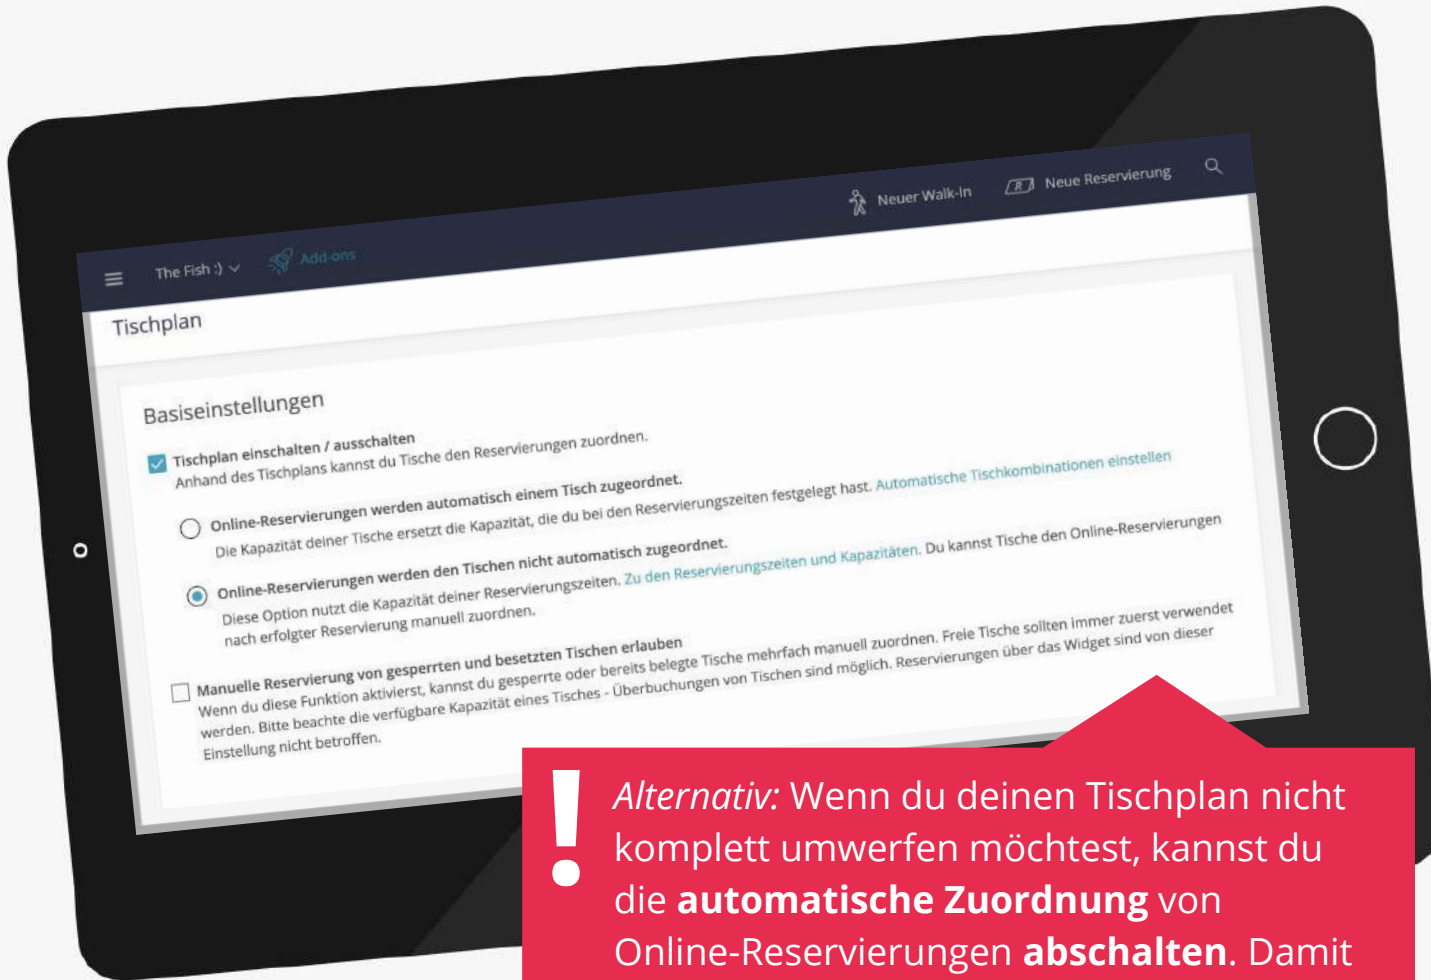 The Fish :) Add-ons Neuer Walk-In Neue Reservierung
Tischplan
Basiseinstellungen
Tischplan einschalten / ausschalten
Anhand des Tischplans kannst du Tische den Reservierungen zuordnen.
Online-Reservierungen werden automatisch einem Tisch zugeordnet.
Die Kapazität deiner Tische ersetzt die Kapazität, die du bei den Reservierungszeiten festgelegt hast. Automatische Tischkombinationen einstellen
Online-Reservierungen werden den Tischen nicht automatisch zugeordnet.
Diese Option nutzt die Kapazität deiner Reservierungszeiten. Zu den Reservierungszeiten und Kapazitäten. Du kannst Tische den Online-Reservierungen
nach erfolgter Reservierung manuell zuordnen.
Manuelle Reservierung von gesperrten und besetzten Tischen erlauben
Wenn du diese Funktion aktivierst, kannst du gesperrte oder bereits belegte Tische mehrfach manuell zuordnen. Freie Tische sollten immer zuerst verwendet
werden. Bitte beachte die verfügbare Kapazität eines Tisches - Überbuchungen von Tischen sind möglich. Reservierungen über das Widget sind von dieser
Einstellung nicht betroffen.
! Alternativ: Wenn du deinen Tischplan nicht
komplett umwerfen möchtest, kannst du
die automatische Zuordnung von
Online-Reservierungen abschalten. Damit